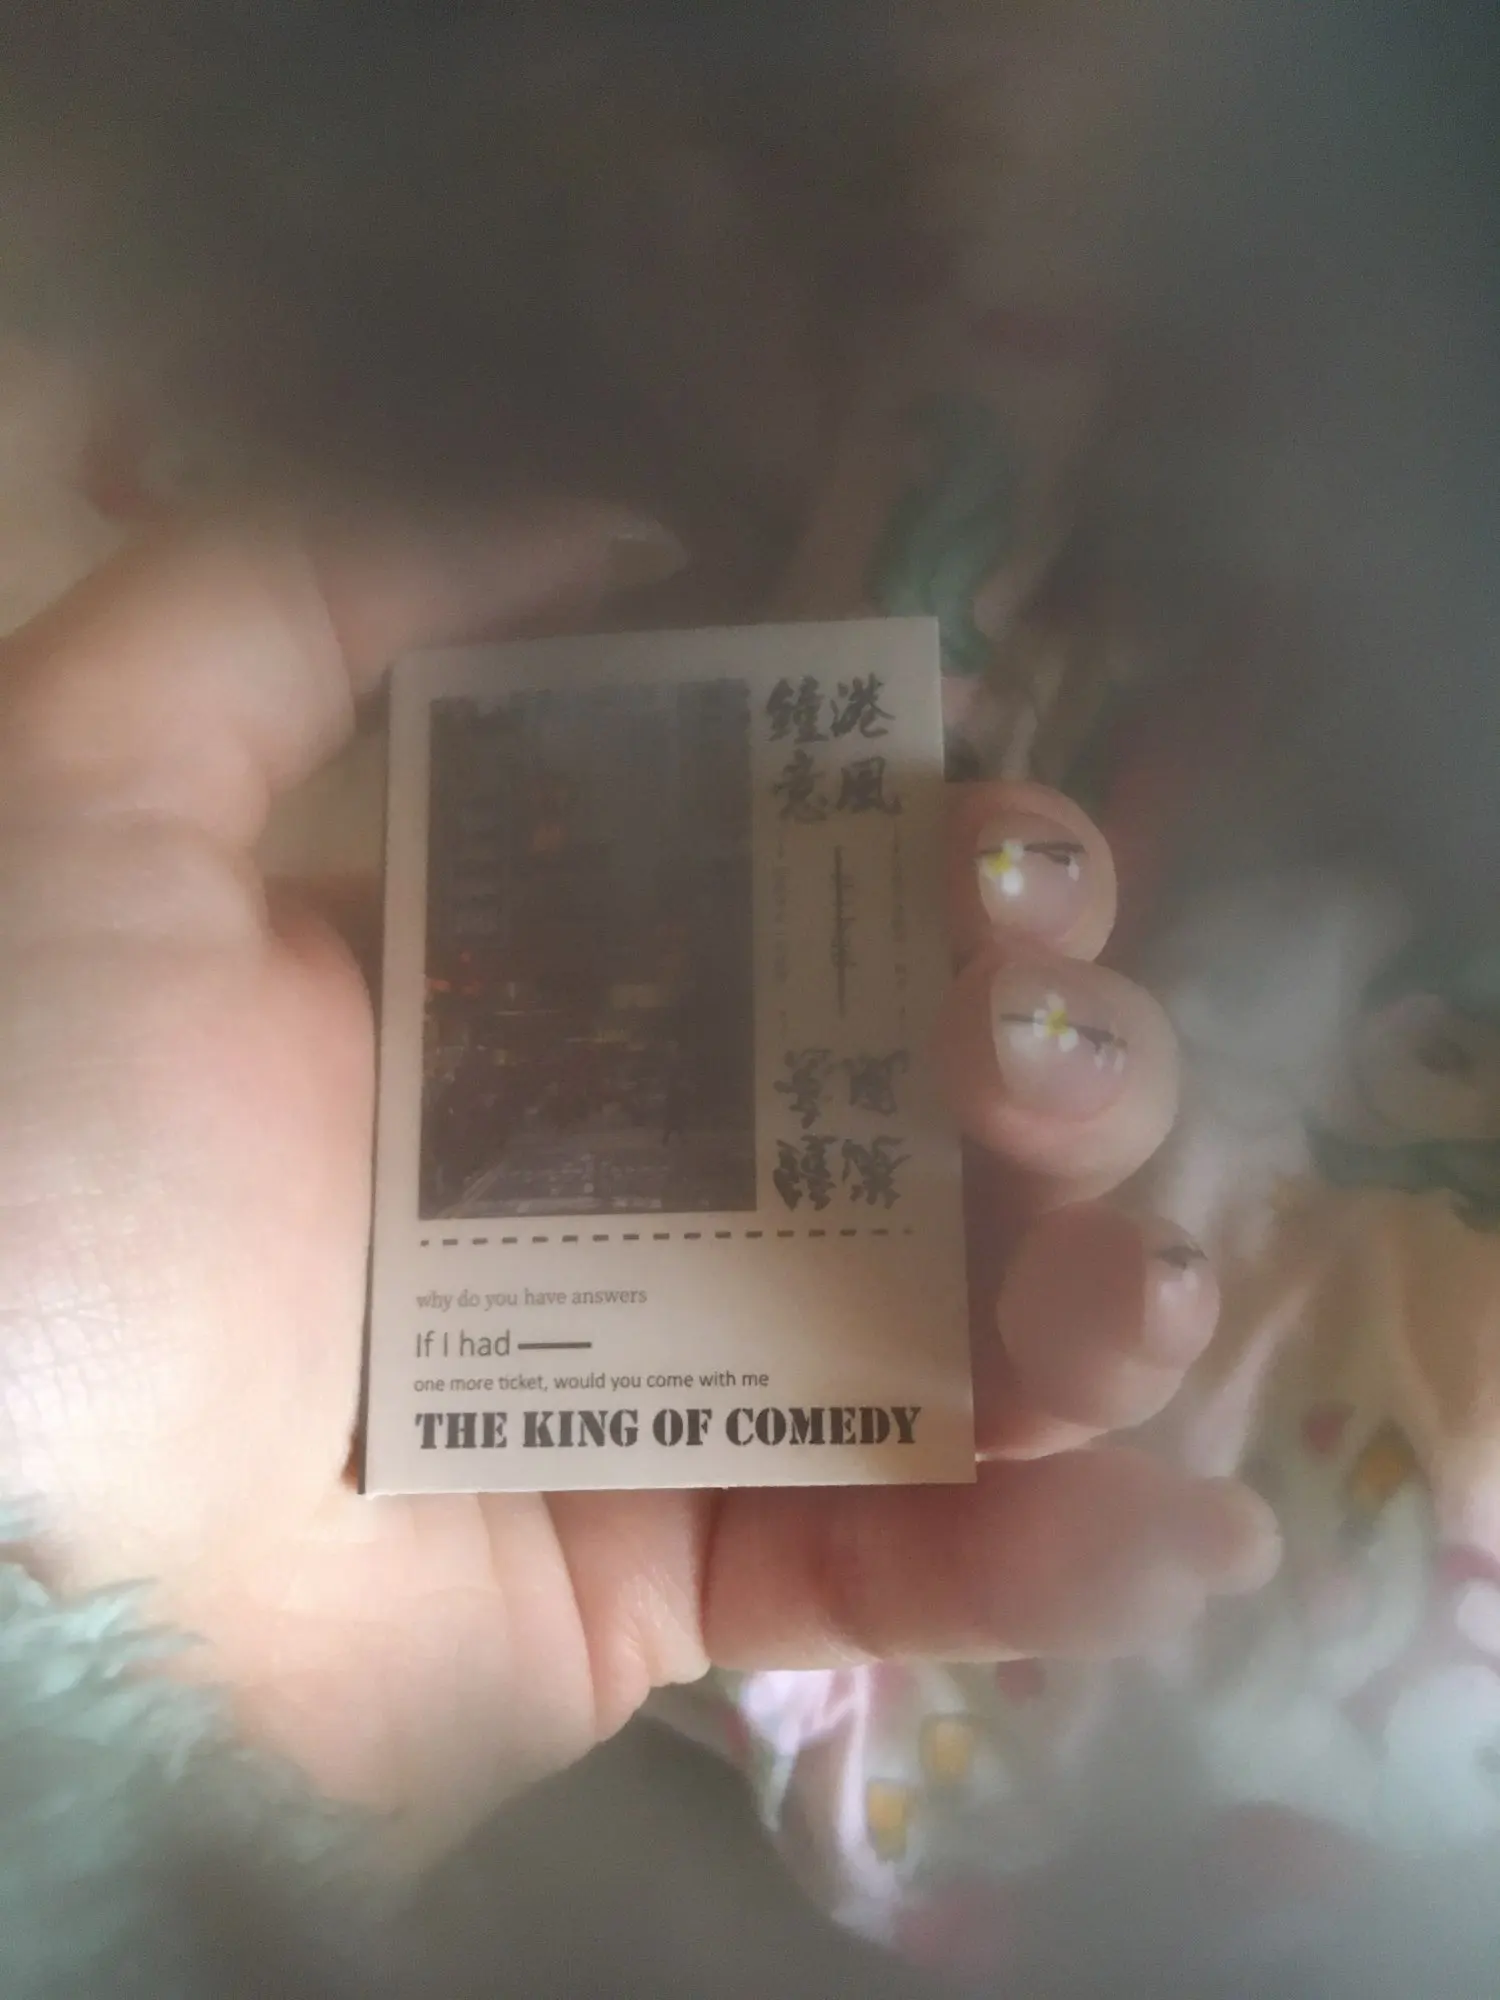 港風
鐘意
why do you have answers
If I had
one more ticket, would you come with me
THE KING OF COMEDY